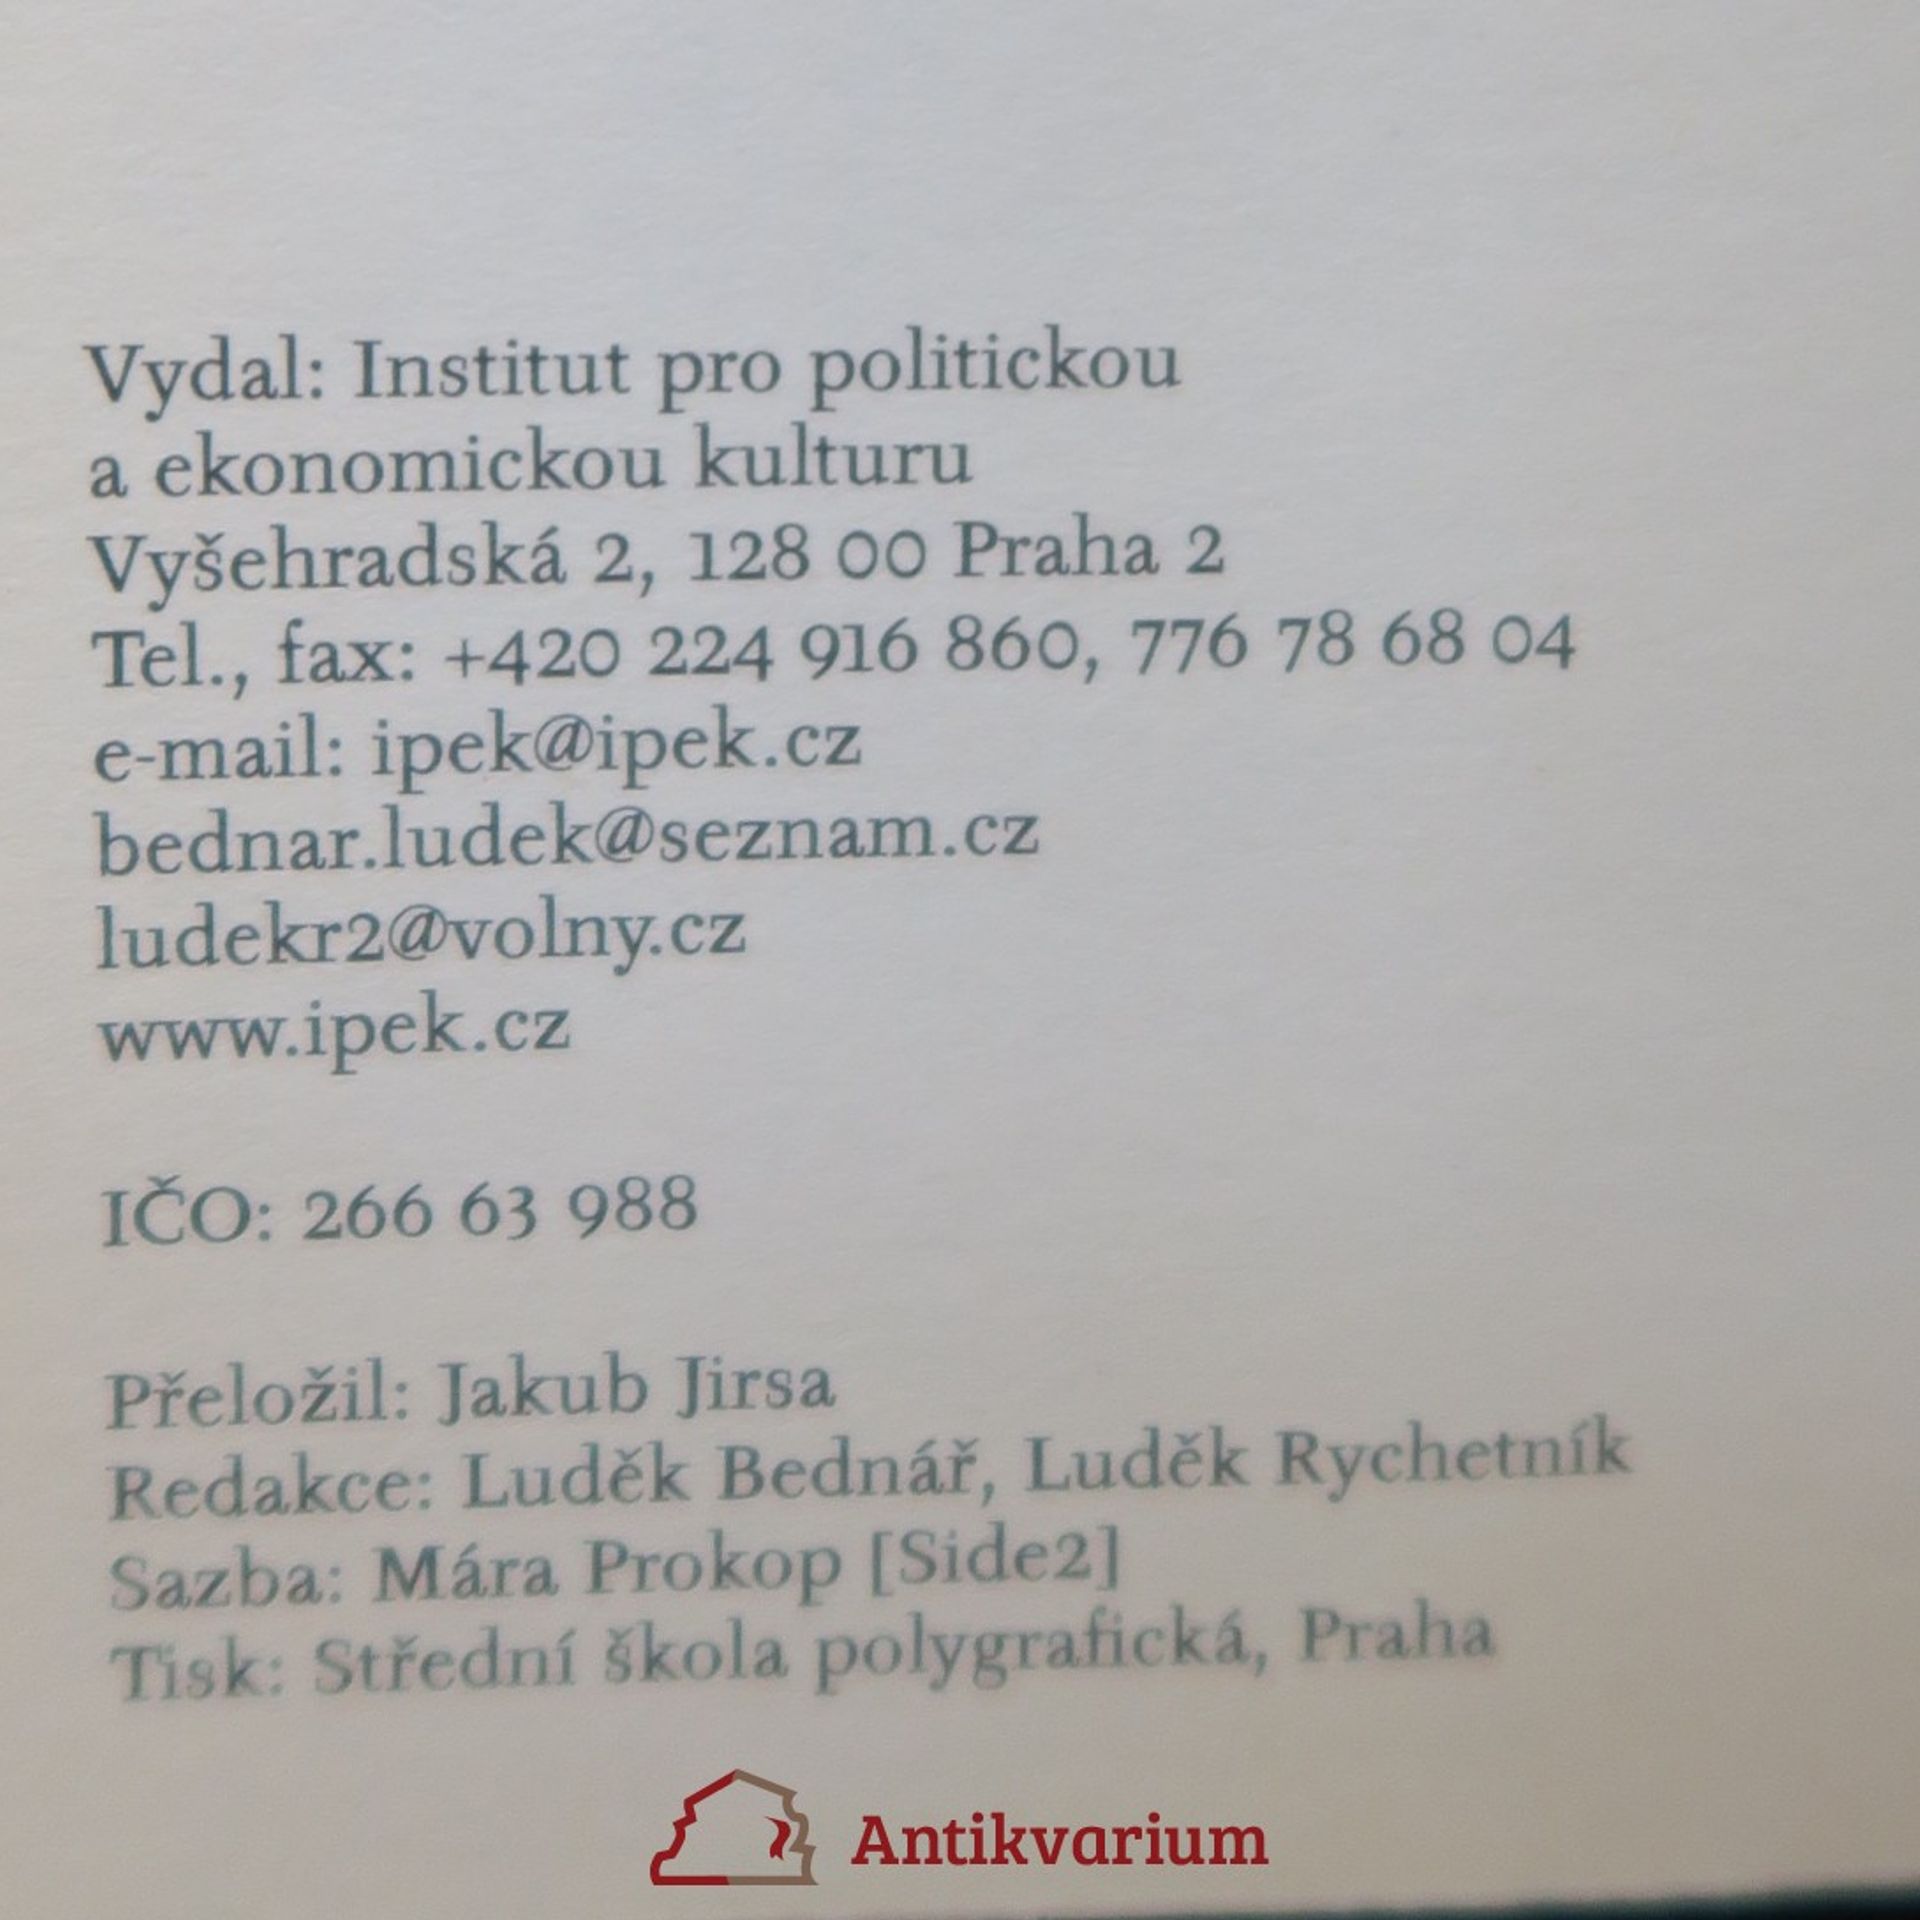 Vydal: Institut pro politickou
a ekonomickou kulturu
Vyšehradská 2, 128 00 Praha 2
Tel., fax: +420 224 916 860, 776 78 68 04
e-mail: ipek@ipek.cz
bednar.ludek@seznam.cz
ludekr2@volny.cz
www.ipek.cz
IČO: 266 63 988
Přeložil: Jakub Jirsa
Redakce: Luděk Bednář, Luděk Rychetník
Sazba: Mára Prokop [Side2]
Tisk: Střední škola polygrafická, Praha
Antikvarium